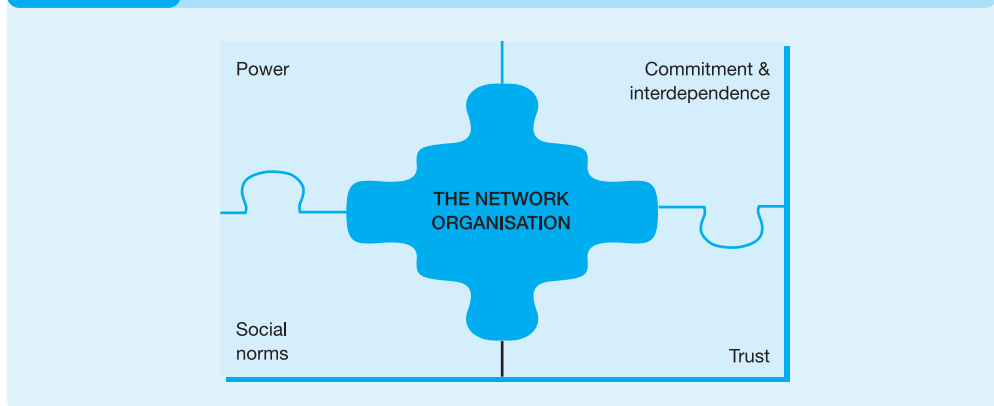 Power
Commitment &
interdependence
THE NETWORK
ORGANISATION
Social
norms
Trust